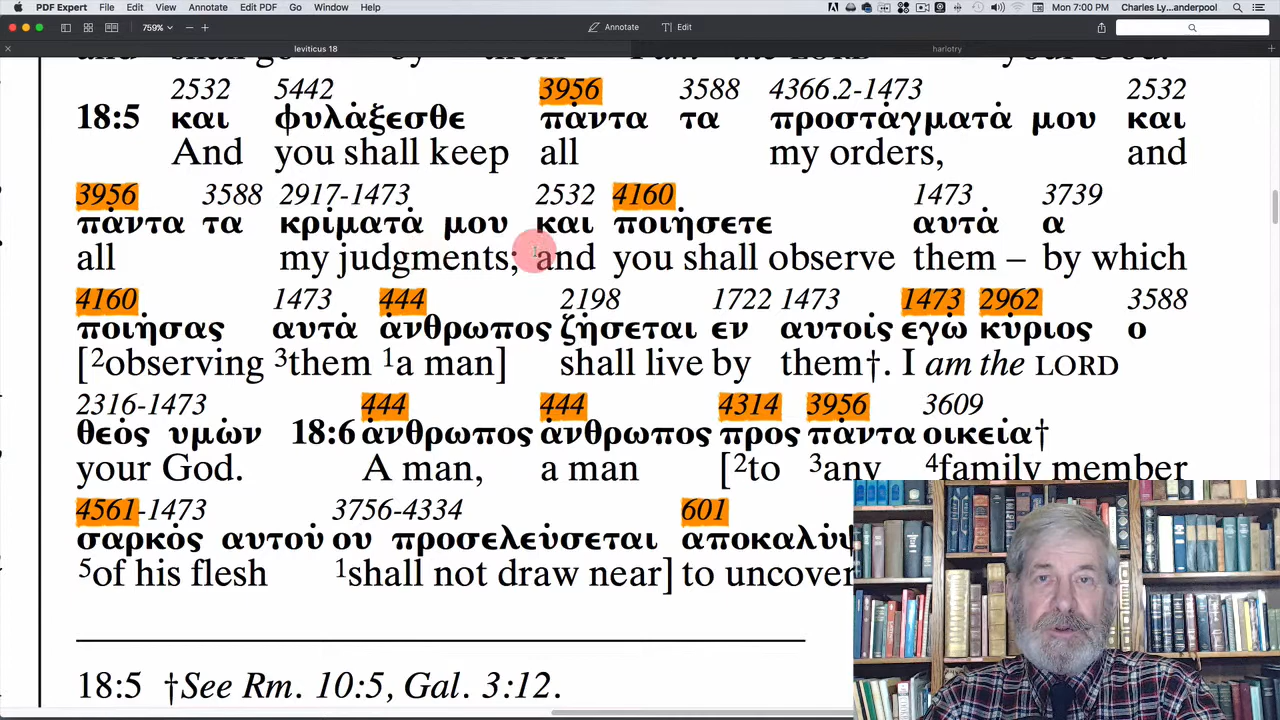 PDF Expert File Edit View Annotate Edit PDF Go Window Help Mon 7:00 PM Charles Ly...anderpool
759% Annotate Edit
leviticus 18 harlotry
your God.
2532 5442 3956 3588 4366.2-1473 2532
18:5 και φυλάξεσθε πάντα τα προστάγματά μου και
And you shall keep all my orders, and
3956 3588 2917-1473 2532 4160 1473 3739
πάντα τα κρίματά μου και ποιήσετε αυτά α
all my judgments; and you shall observe them – by which
4160 1473 444 2198 1722 1473 1473 2962 3588
ποιήσας αυτά άνθρωπος ζήσεται εν αυτοίς εγώ κύριος ο
[2observing 3them 1a man] shall live by them†. I am the LORD
2316-1473 444 444 4314 3956 3609
θεός υμών 18:6 άνθρωπος άνθρωπος προς πάντα οικεία†
your God. A man, a man [2to 3any 4family member
4561-1473 3756-4334 601
σαρκός αυτού ου προσελεύσεται αποκαλύψ
5of his flesh 1shall not draw near] to uncover
18:5 †See Rm. 10:5, Gal. 3:12.